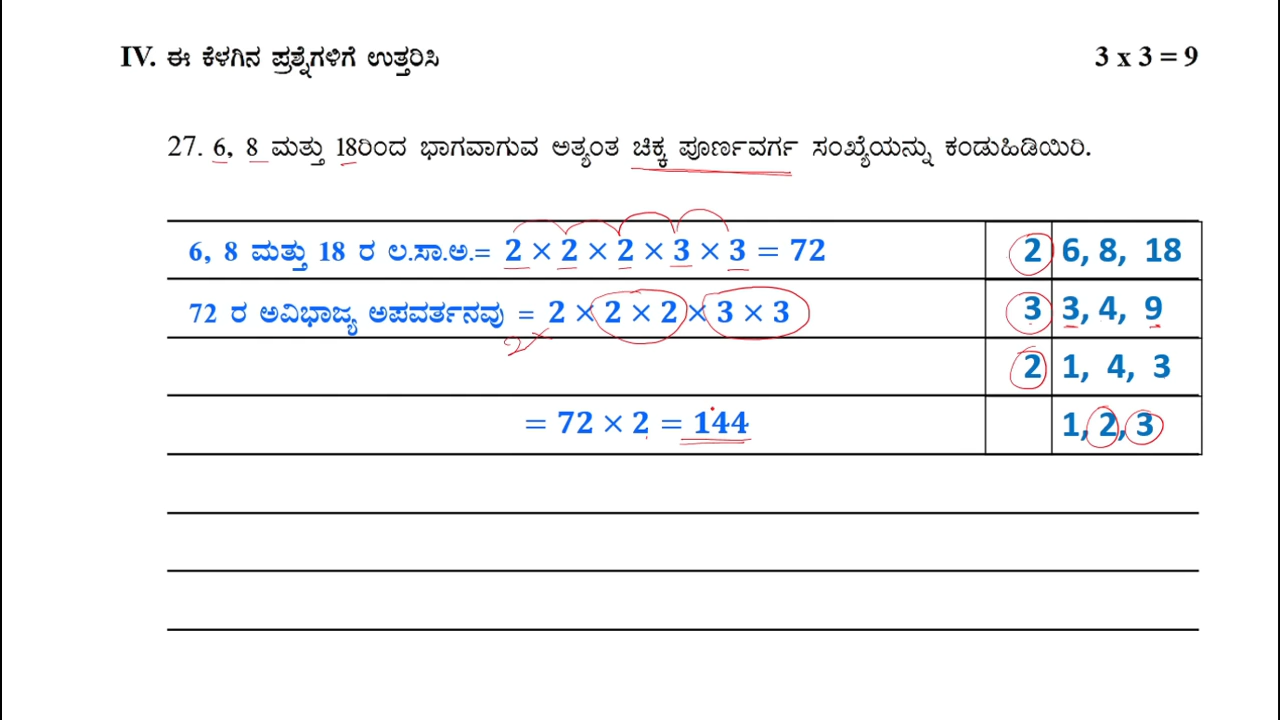 IV. ಈ ಕೆಳಗಿನ ಪ್ರಶ್ನೆಗಳಿಗೆ ಉತ್ತರಿಸಿ 3 x 3 = 9
27. 6, 8 ಮತ್ತು 18ರಿಂದ ಭಾಗವಾಗುವ ಅತ್ಯಂತ ಚಿಕ್ಕ ಪೂರ್ಣವರ್ಗ ಸಂಖ್ಯೆಯನ್ನು ಕಂಡುಹಿಡಿಯಿರಿ.
6, 8 ಮತ್ತು 18 ರ ಲ.ಸಾ.ಅ.= 2 × 2 × 2 × 3 × 3 = 72 2 6, 8, 18
72 ರ ಅವಿಭಾಜ್ಯ ಅಪವರ್ತನವು = 2 × 2 × 2 × 3 × 3 3 3, 4, 9
2 ×
2 1, 4, 3
= 72 × 2 = 144 1, 2, 3